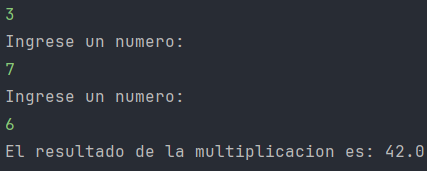 3
Ingrese un numero:
7
Ingrese un numero:
6
El resultado de la multiplicacion es: 42.0